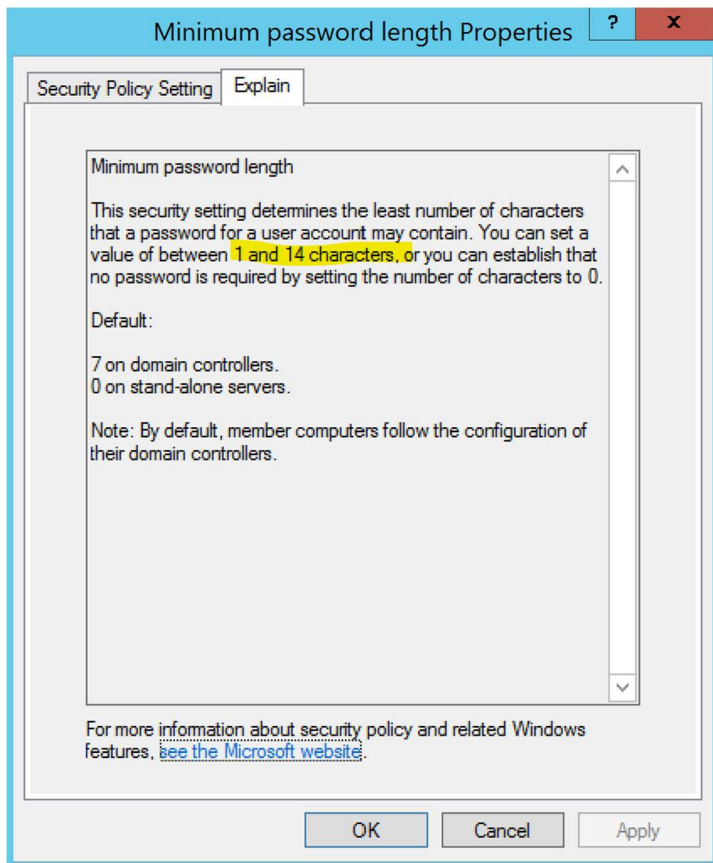 Minimum password length Properties
?
x
Security Policy Setting
Explain
Minimum password length
This security setting determines the least number of characters
that a password for a user account may contain. You can set a
value of between 1 and 14 characters, or you can establish that
no password is required by setting the number of characters to 0.
Default:
7 on domain controllers.
0 on stand-alone servers.
Note: By default, member computers follow the configuration of
their domain controllers.
For more information about security policy and related Windows
features, see the Microsoft website.
OK
Cancel
Apply